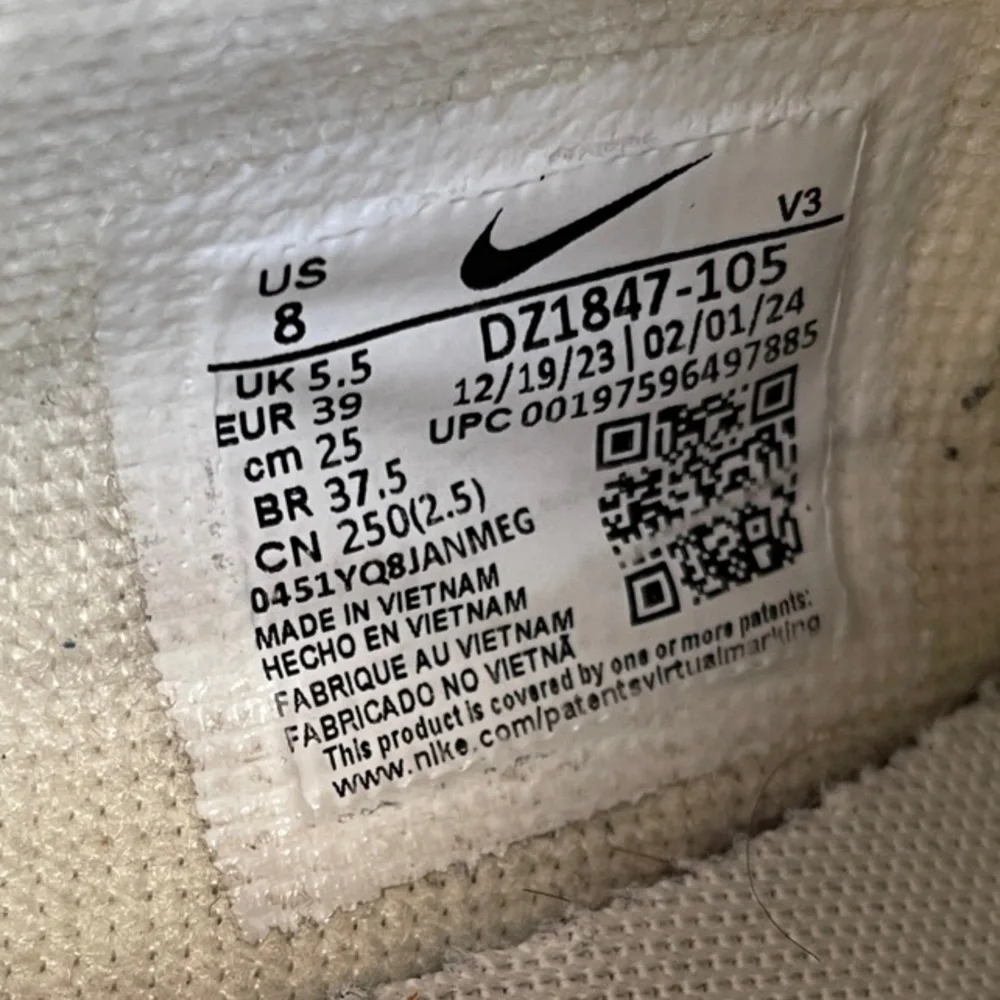 US
8
V3
DZ1847-105
12/19/23 | 02/01/24
UPC 00197596497885
UK 5.5
EUR 39
cm 25
BR 37.5
CN 250(2.5)
0451YQ8JANMEG
MADE IN VIETNAM
HECHO EN VIETNAM
FABRIQUE AU VIETNAM
FABRICADO NO VIETNÃ
This product is covered by one or more patents:
www.nike.com/patentsvirtualmarking